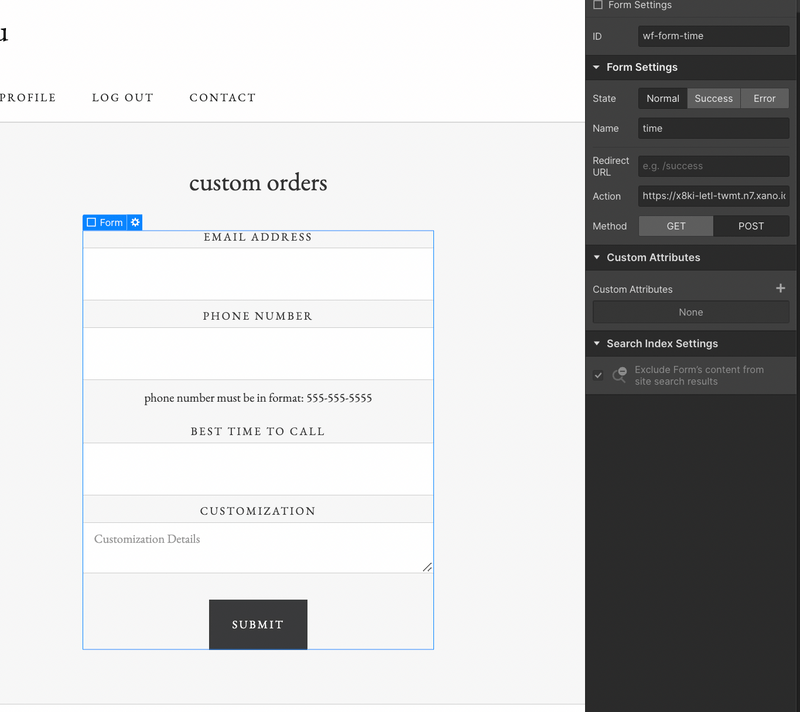 PROFILE LOG OUT CONTACT
custom orders
Form
EMAIL ADDRESS
PHONE NUMBER
phone number must be in format: 555-555-5555
BEST TIME TO CALL
CUSTOMIZATION
Customization Details
SUBMIT
Form Settings
ID wf-form-time
Form Settings
State Normal Success Error
Name time
Redirect
URL e.g. /success
Action https://x8ki-letl-twmt.n7.xano.i
Method GET POST
Custom Attributes
Custom Attributes
None
Search Index Settings
Exclude Form's content from
site search results